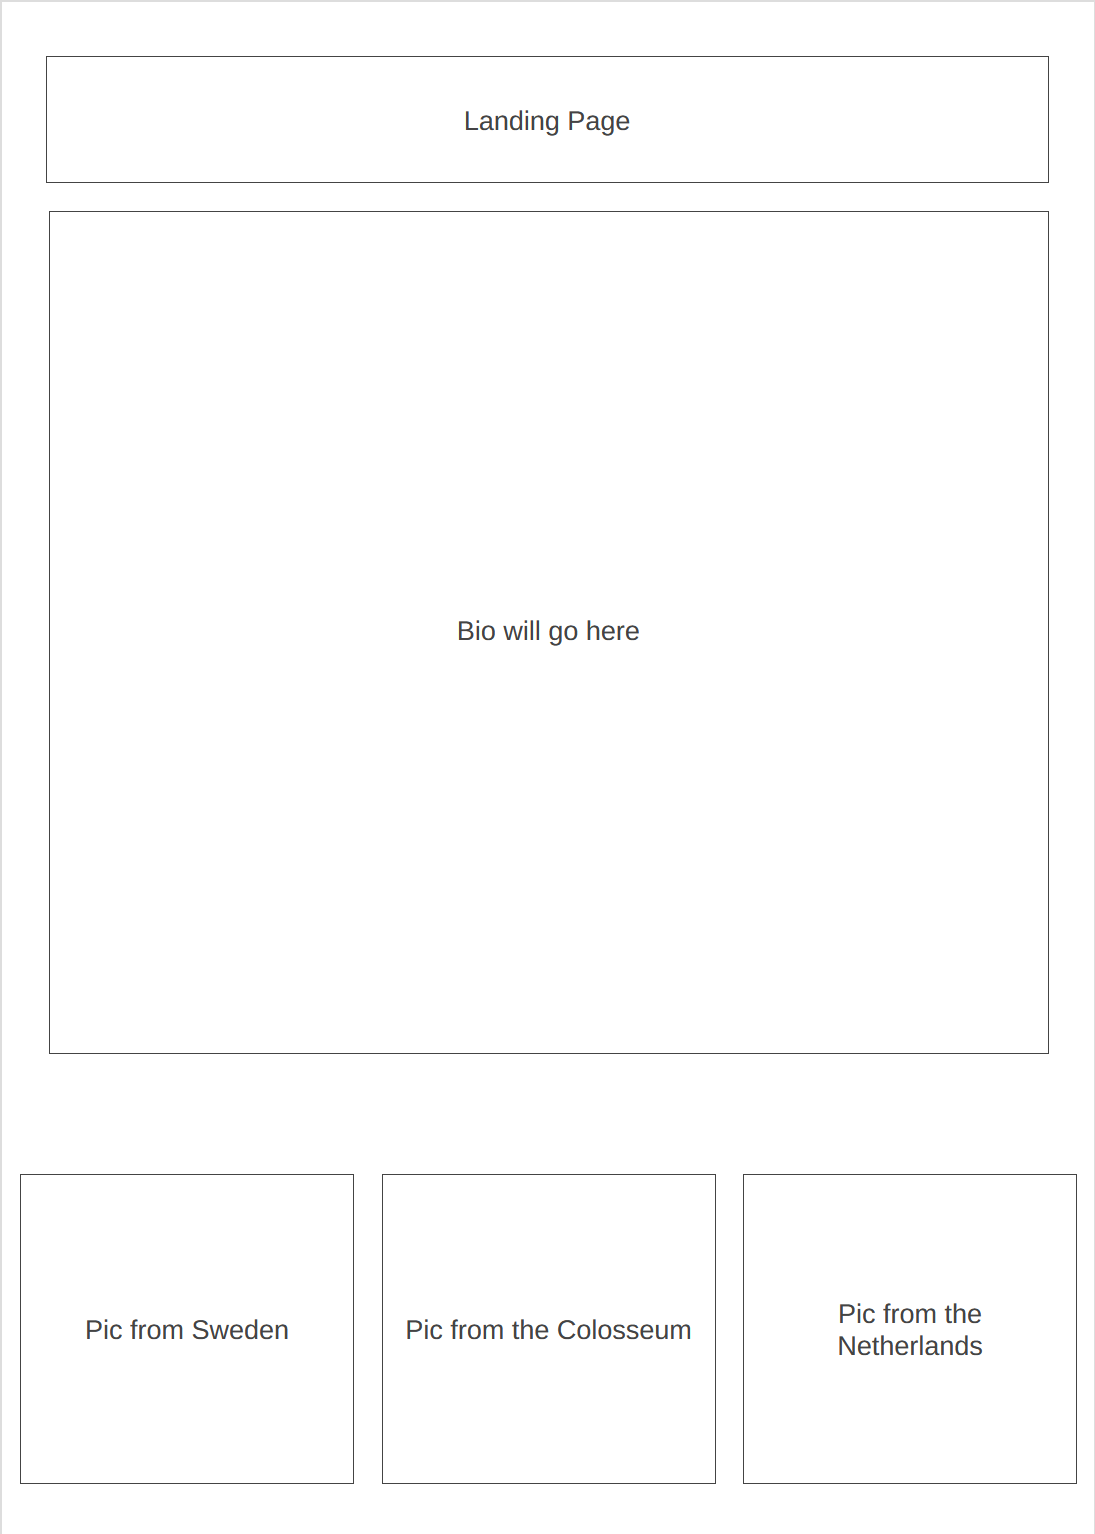 Landing Page
Bio will go here
Pic from Sweden
Pic from the Colosseum
Pic from the
Netherlands